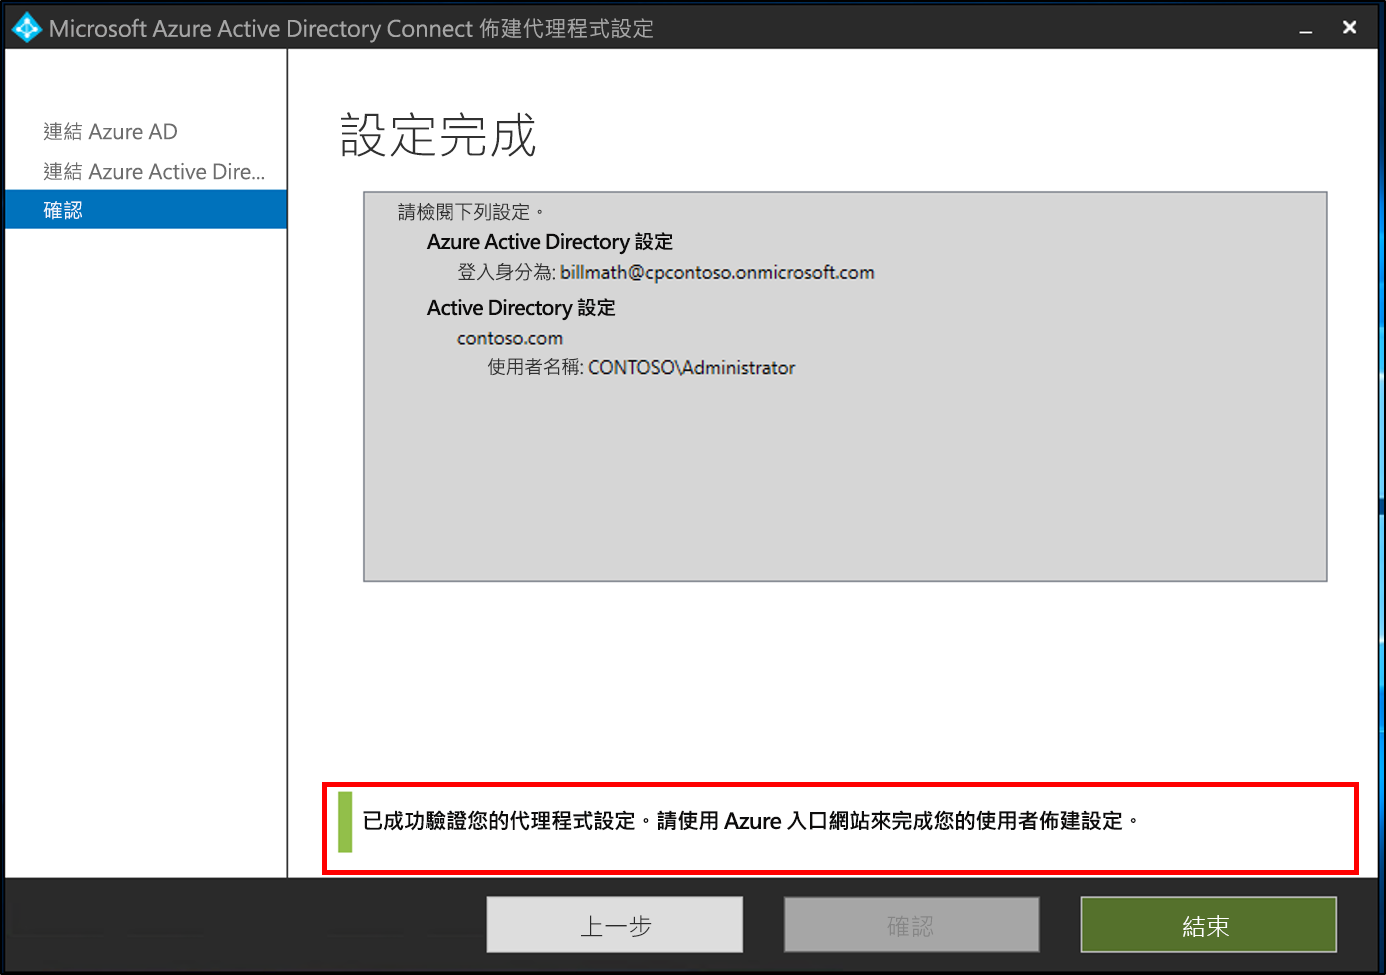 Microsoft Azure Active Directory Connect 佈建代理程式設定
連結 Azure AD
連結 Azure Active Dire...
確認
設定完成
請檢閱下列設定。
Azure Active Directory 設定
登入身分為: billmath@cpcontoso.onmicrosoft.com
Active Directory 設定
contoso.com
使用者名稱: CONTOSO\Administrator
已成功驗證您的代理程式設定。請使用 Azure 入口網站來完成您的使用者佈建設定。
上一步
確認
結束